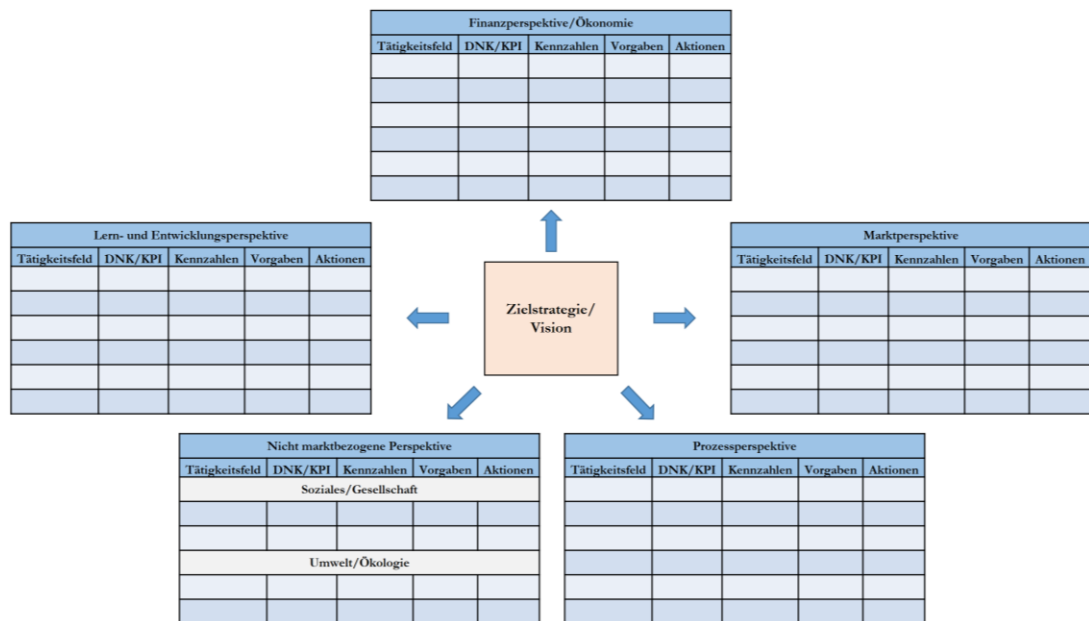 Finanzperspektive/Ökonomie
Tätigkeitsfeld DNK/KPI Kennzahlen Vorgaben Aktionen
Lern- und Entwicklungsperspektive
Tätigkeitsfeld DNK/KPI Kennzahlen Vorgaben Aktionen
Marktperspektive
Tätigkeitsfeld DNK/KPI Kennzahlen Vorgaben Aktionen
Zielstrategie/
Vision
Nicht marktbezogene Perspektive
Tätigkeitsfeld DNK/KPI Kennzahlen Vorgaben Aktionen
Soziales/Gesellschaft
Umwelt/Ökologie
Prozessperspektive
Tätigkeitsfeld DNK/KPI Kennzahlen Vorgaben Aktionen